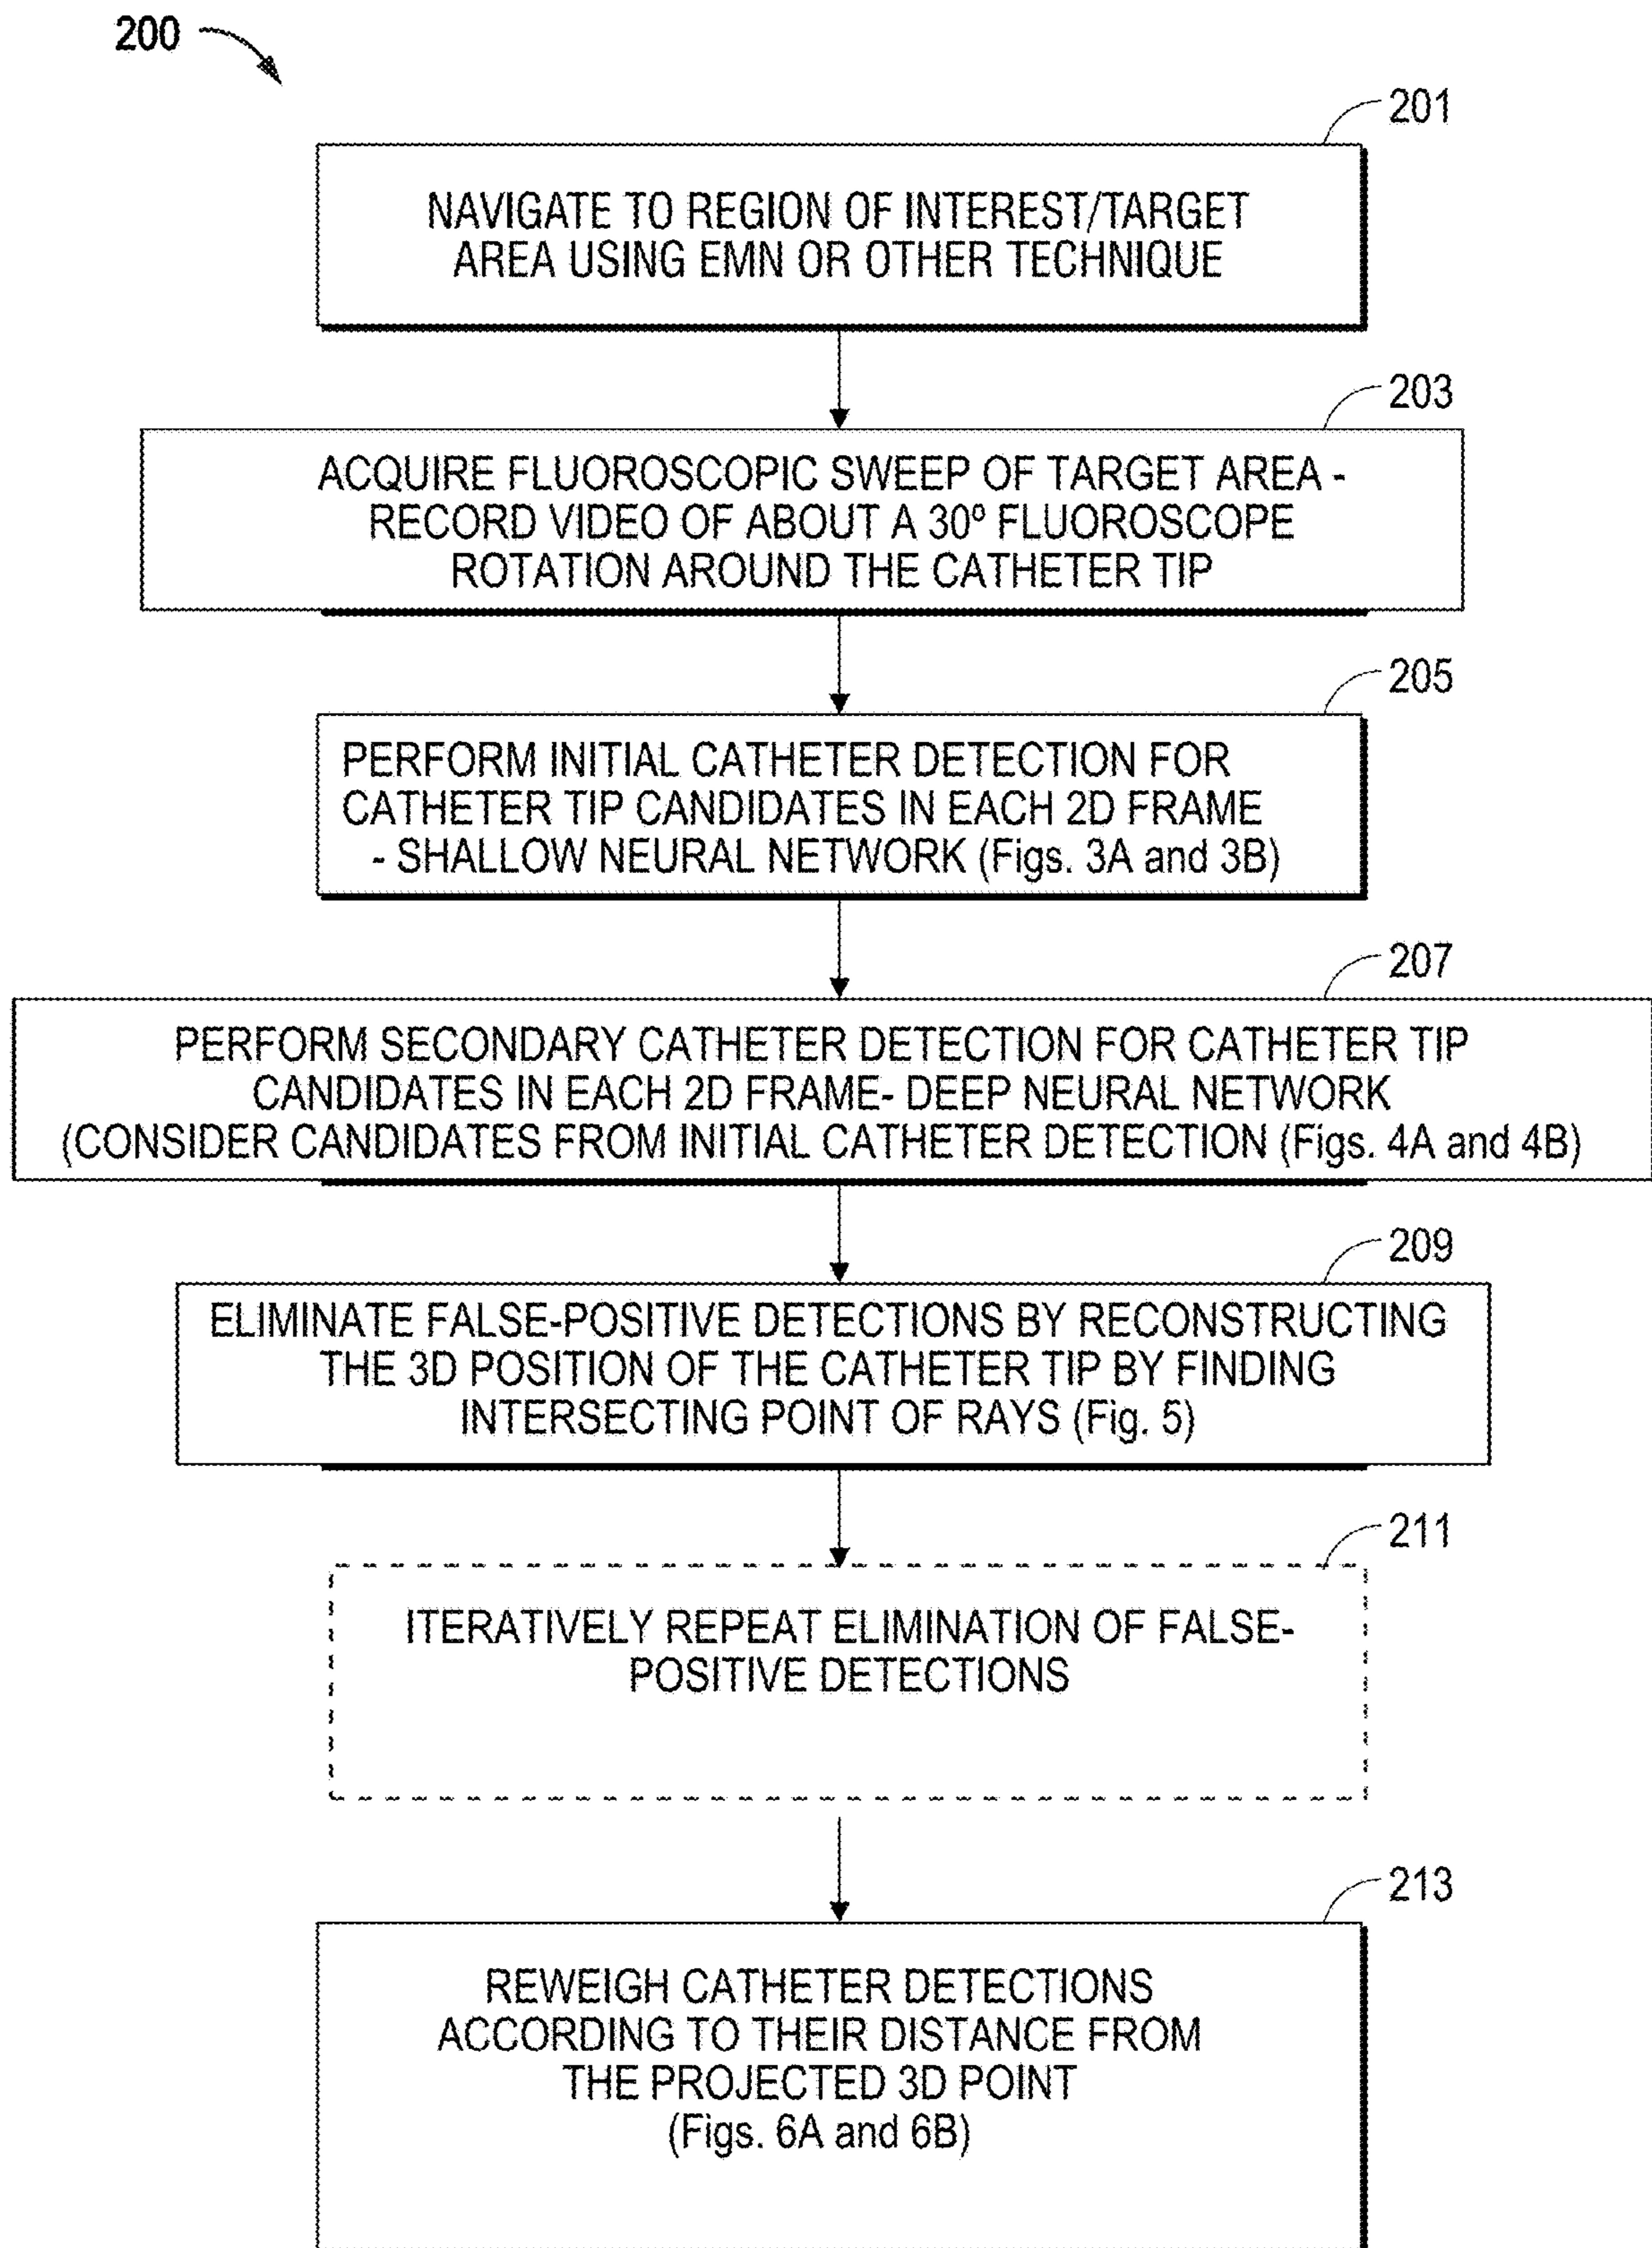 200
201
NAVIGATE TO REGION OF INTEREST/TARGET
AREA USING EMN OR OTHER TECHNIQUE
203
ACQUIRE FLUOROSCOPIC SWEEP OF TARGET AREA -
RECORD VIDEO OF ABOUT A 30º FLUOROSCOPE
ROTATION AROUND THE CATHETER TIP
205
PERFORM INITIAL CATHETER DETECTION FOR
CATHETER TIP CANDIDATES IN EACH 2D FRAME
- SHALLOW NEURAL NETWORK (Figs. 3A and 3B)
207
PERFORM SECONDARY CATHETER DETECTION FOR CATHETER TIP
CANDIDATES IN EACH 2D FRAME- DEEP NEURAL NETWORK
(CONSIDER CANDIDATES FROM INITIAL CATHETER DETECTION (Figs. 4A and 4B)
209
ELIMINATE FALSE-POSITIVE DETECTIONS BY RECONSTRUCTING
THE 3D POSITION OF THE CATHETER TIP BY FINDING
INTERSECTING POINT OF RAYS (Fig. 5)
211
ITERATIVELY REPEAT ELIMINATION OF FALSE-
POSITIVE DETECTIONS
213
REWEIGH CATHETER DETECTIONS
ACCORDING TO THEIR DISTANCE FROM
THE PROJECTED 3D POINT
(Figs. 6A and 6B)